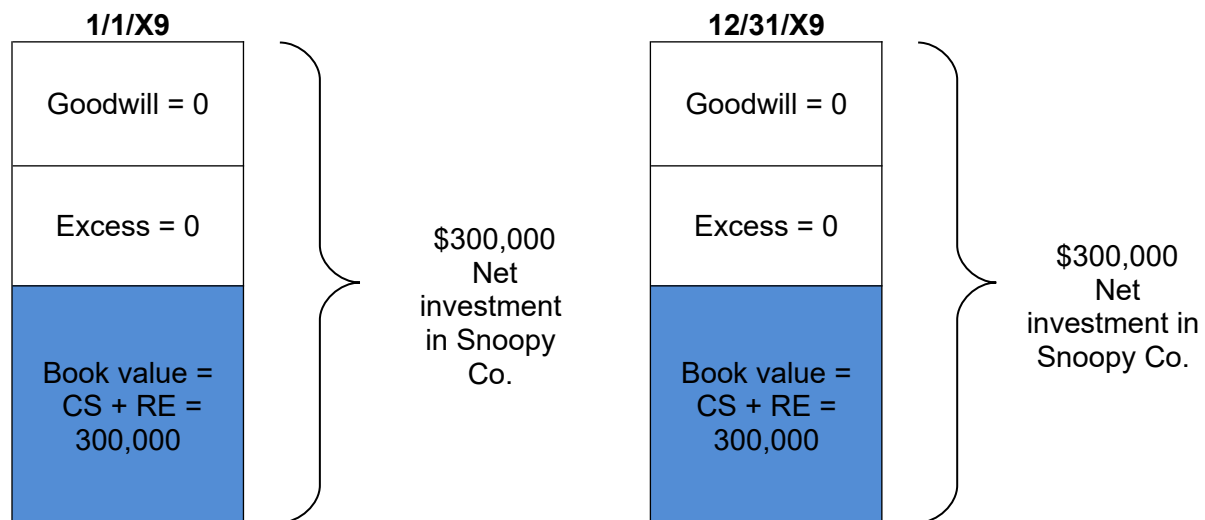 1/1/X9
Goodwill = 0
Excess = 0
Book value =
CS + RE =
300,000
$300,000
Net
investment
in Snoopy
Co.
12/31/X9
Goodwill = 0
Excess = 0
Book value =
CS + RE =
300,000
$300,000
Net
investment in
Snoopy Co.